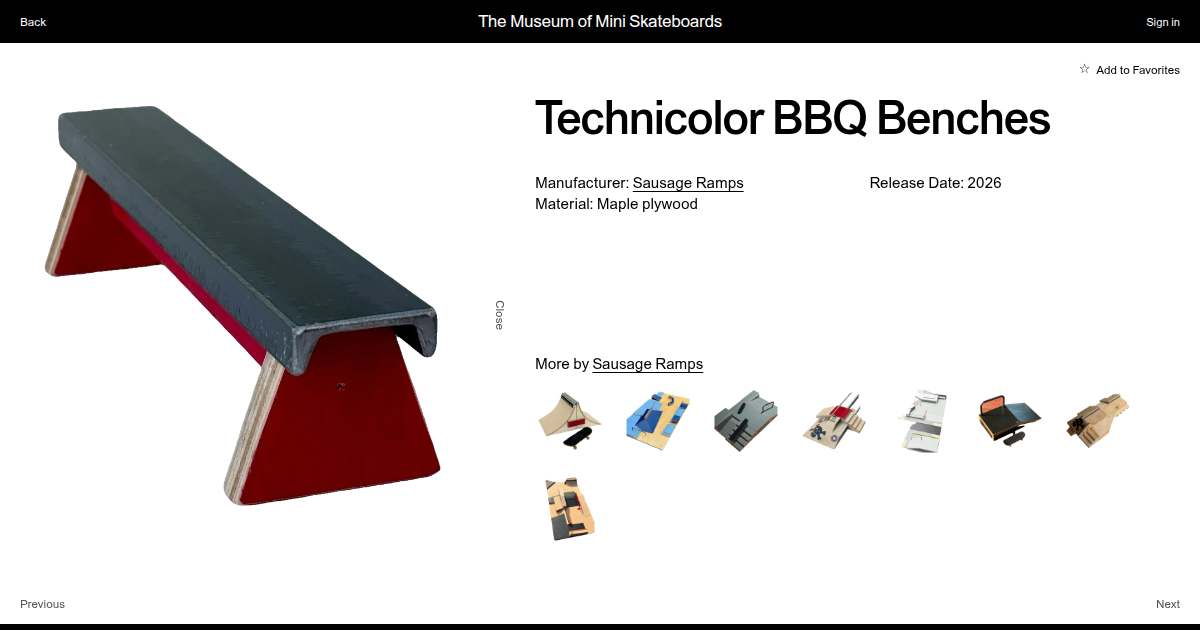 Back
The Museum of Mini Skateboards
Sign in
☆ Add to Favorites
Technicolor BBQ Benches
Manufacturer: Sausage Ramps
Release Date: 2026
Material: Maple plywood
Close
More by Sausage Ramps
Previous
Next